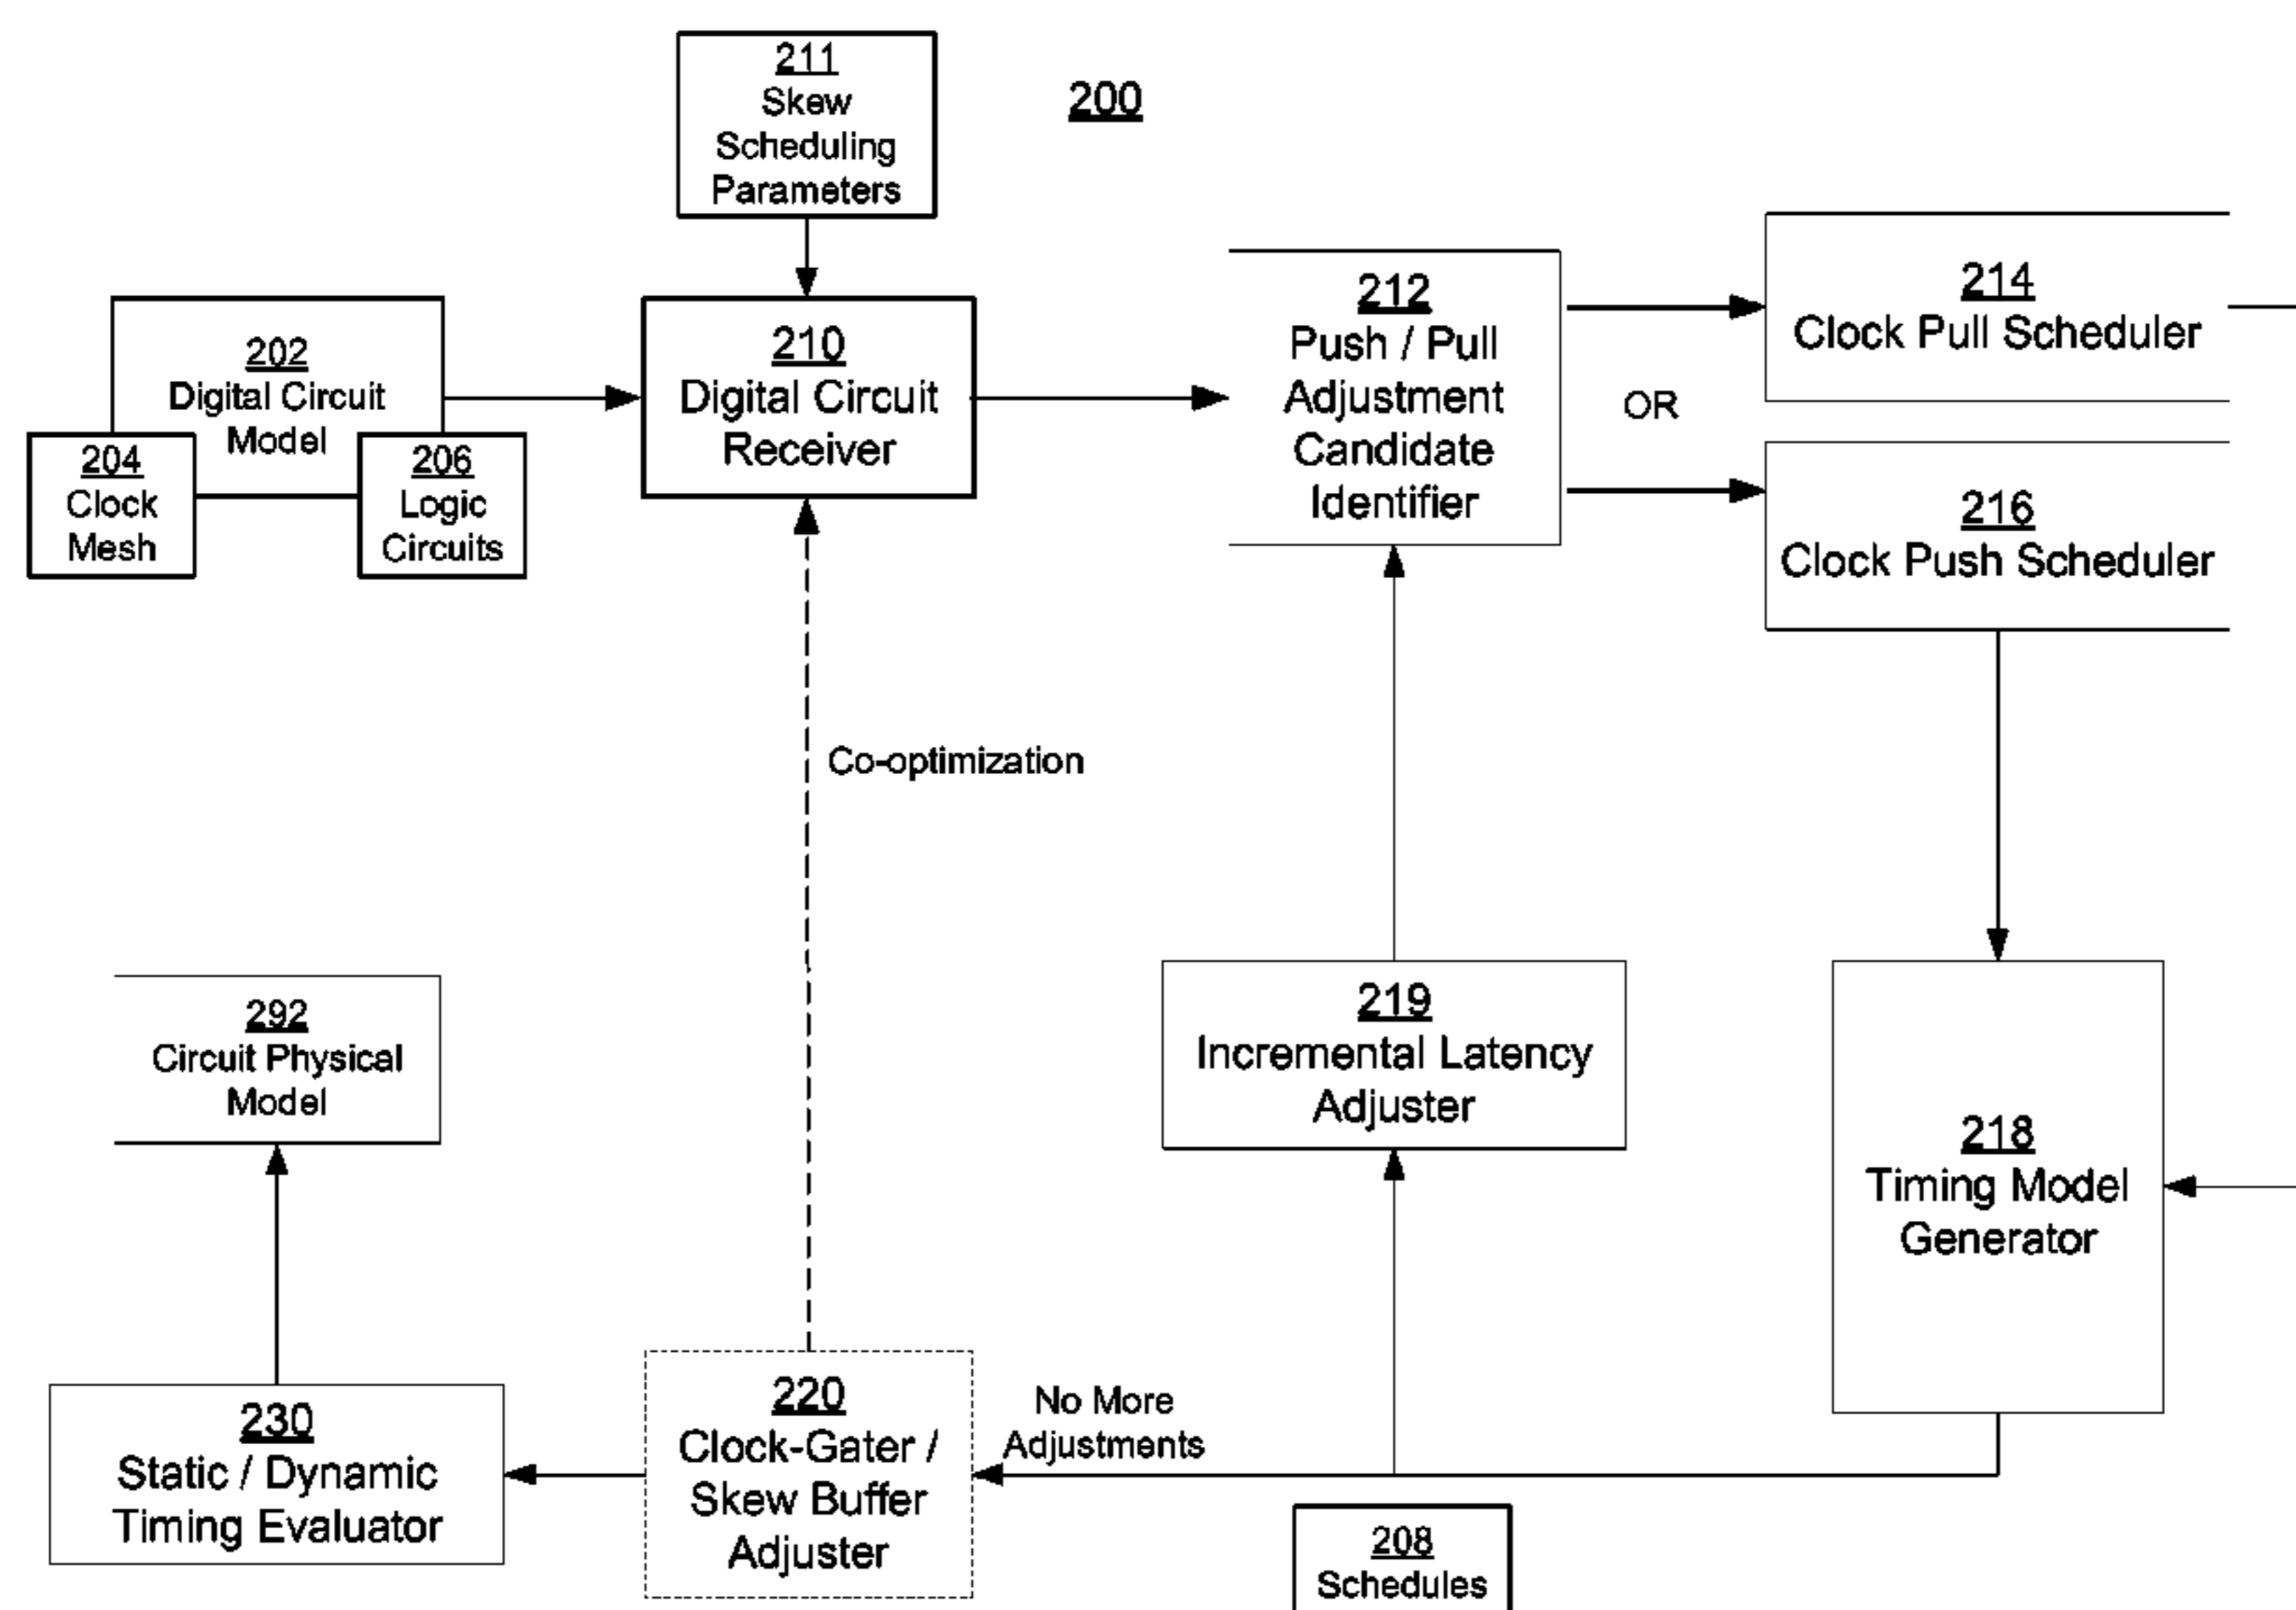 211
Skew
Scheduling
Parameters
200
202
Digital Circuit
Model
204
Clock
Mesh
206
Logic
Circuits
210
Digital Circuit
Receiver
212
Push / Pull
Adjustment
Candidate
Identifier
OR
214
Clock Pull Scheduler
216
Clock Push Scheduler
Co-optimization
292
Circuit Physical
Model
219
Incremental Latency
Adjuster
218
Timing Model
Generator
230
Static / Dynamic
Timing Evaluator
220
Clock-Gater /
Skew Buffer
Adjuster
No More
Adjustments
208
Schedules